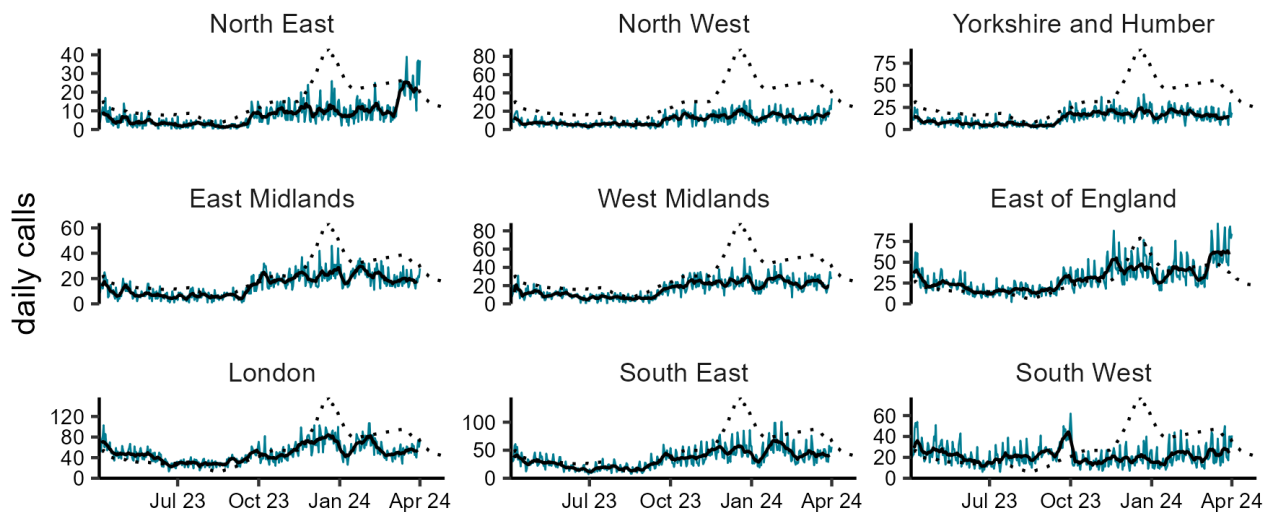 North East
North West
Yorkshire and Humber
40
30
20
10
0
80
60
40
20
0
75
50
25
0
East Midlands
West Midlands
East of England
60
40
20
0
80
60
40
20
0
75
50
25
0
daily calls
London
South East
South West
120
80
40
0
100
50
0
60
40
20
0
Jul 23 Oct 23 Jan 24 Apr 24
Jul 23 Oct 23 Jan 24 Apr 24
Jul 23 Oct 23 Jan 24 Apr 24